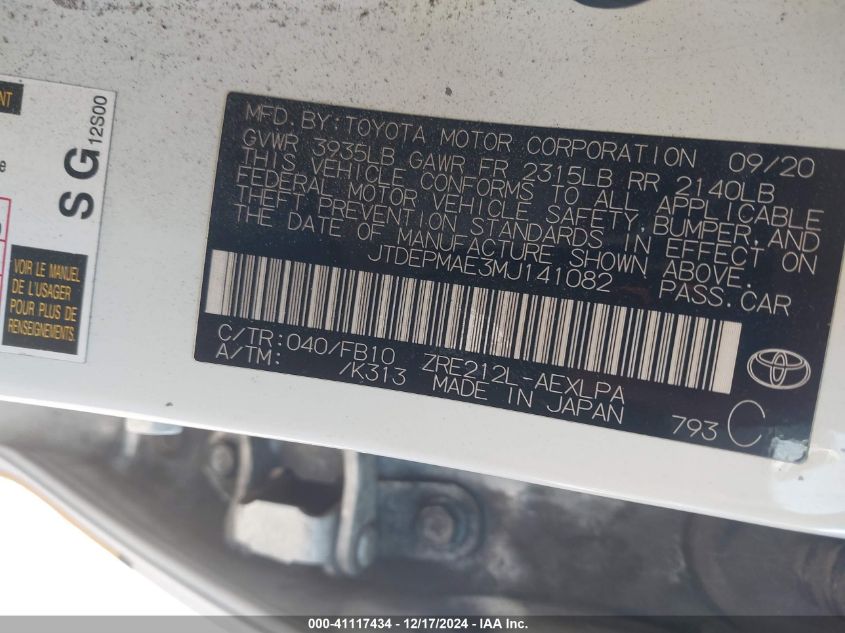 MFD. BY: TOYOTA MOTOR CORPORATION 09/20
GVWR 3935LB GAWR FR 2315LB RR 2140LB
THIS VEHICLE CONFORMS TO ALL APPLICABLE
FEDERAL MOTOR VEHICLE SAFETY, BUMPER, AND
THEFT PREVENTION STANDARDS IN EFFECT ON
THE DATE OF MANUFACTURE SHOWN ABOVE.
JTDEPMAE3MJ141082 PASS. CAR
C/TR: 040/FB10 ZRE212L-AEXLPA
A/TM: /K313 MADE IN JAPAN
793 C
SG
12S00
VOIR LE MANUEL
DE L'USAGER
POUR PLUS DE
RENSEIGNEMENTS.
000-41117434 - 12/17/2024 - IAA Inc.